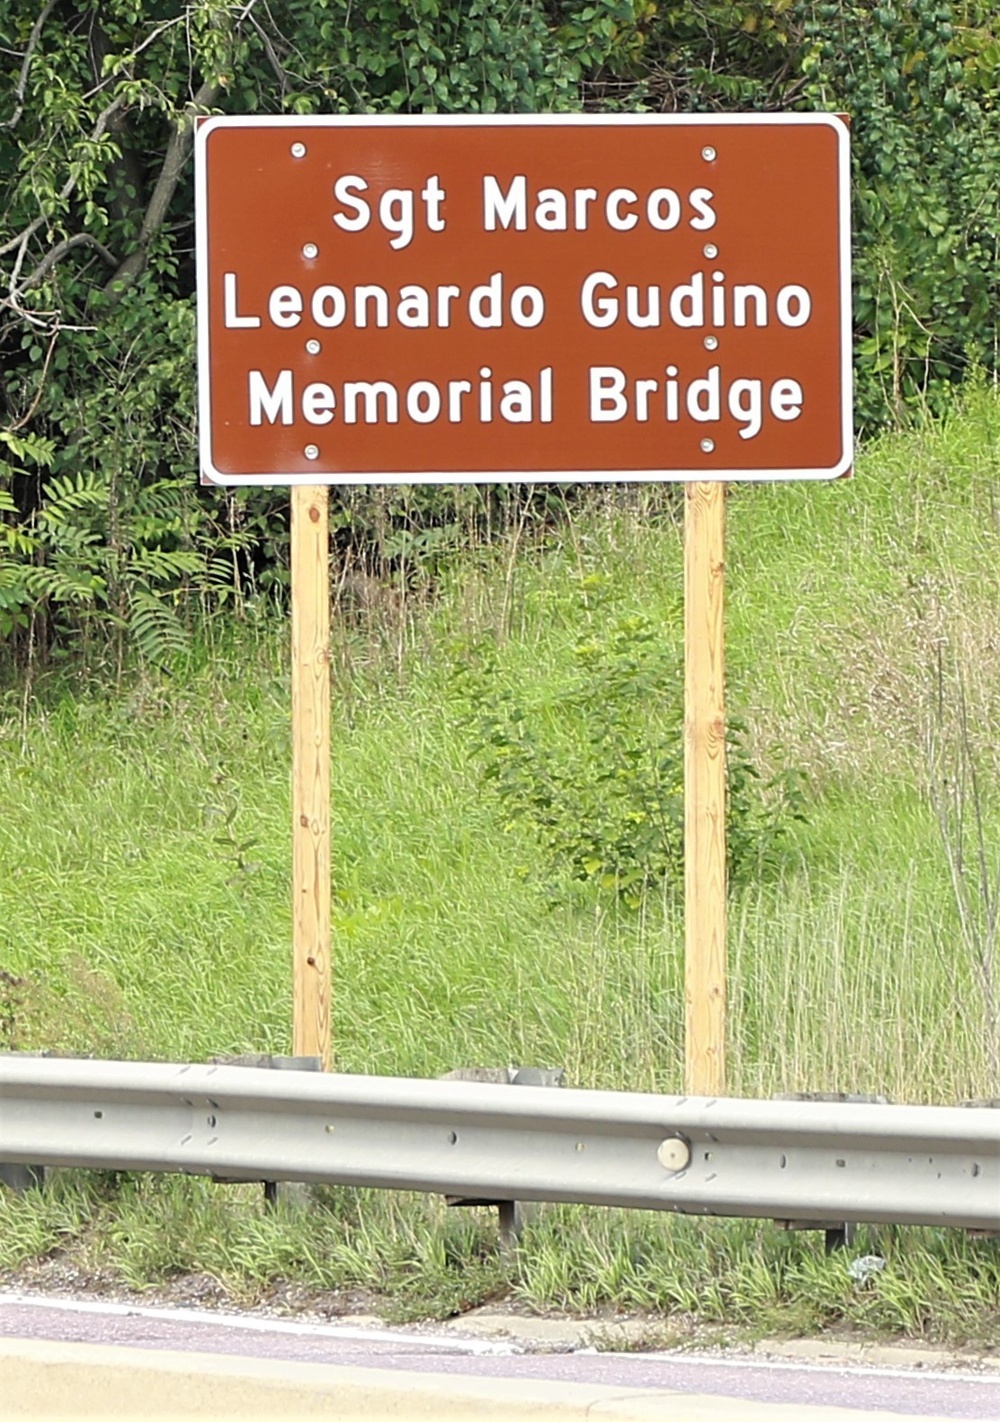 Sgt Marcos
Leonardo Gudino
Memorial Bridge